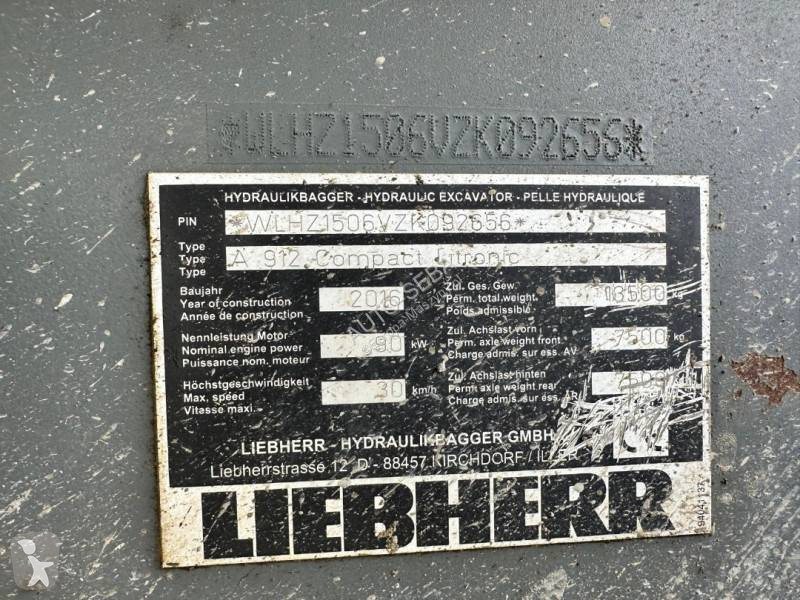 *WLHZ1506VZK092656*
HYDRAULIKBAGGER - HYDRAULIC EXCAVATOR - PELLE HYDRAULIQUE
PIN *WLHZ1506VZK092656*
Type
Type A 912 Compact Litronic
Type
Baujahr
Year of construction 2016
Année de construction
Zul. Ges. Gew.
Perm. total weight 18500 kg
Poids admissible
Nennleistung Motor
Nominal engine power 90 kW
Puissance nom. moteur
Zul. Achslast vorn
Perm. axle weight front 7500 kg
Charge admis. sur ess. AV
Höchstgeschwindigkeit
Max. speed 30 km/h
Vitesse maxi.
Zul. Achslast hinten
Perm. axle weight rear
Charge admis. sur ess. AR
LIEBHERR - HYDRAULIKBAGGER GMBH
Liebherrstrasse 12, D - 88457 KIRCHDORF / ILLER
LIEBHERR